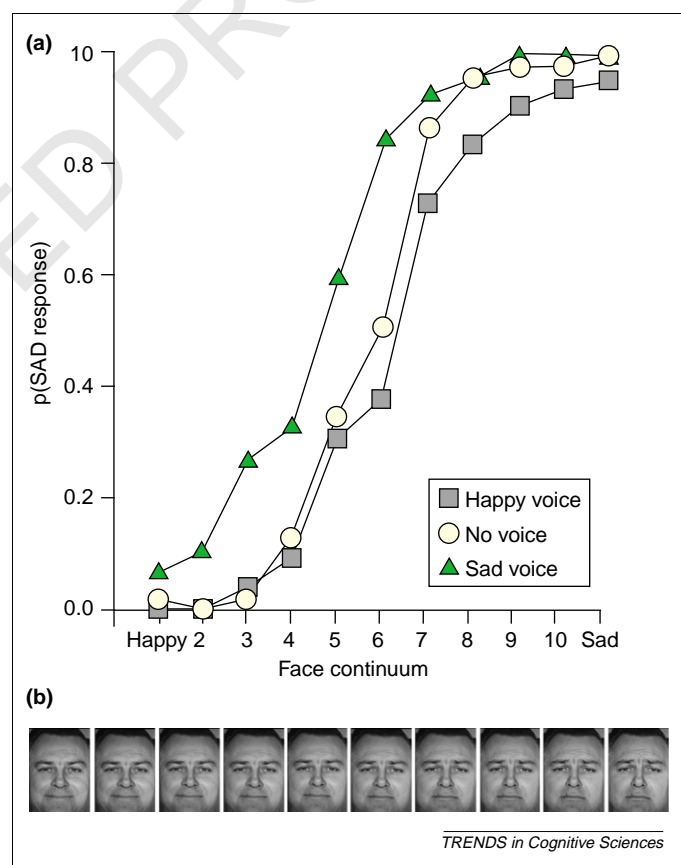 (a)
10
0.8
0.6
0.4
0.2
0.0
p(SAD response)
Happy voice
No voice
Sad voice
Happy 2 3 4 5 6 7 8 9 10 Sad
Face continuum
(b)
TRENDS in Cognitive Sciences